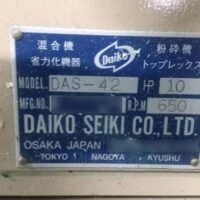 混合機 粉砕機
省力化機器 Daiko トップレックス
MODEL. DAS-42 HP 10
MFG.NO. R.P.M 650
DAIKO SEIKI CO., LTD.
OSAKA JAPAN
TOKYO NAGOYA KYUSHU